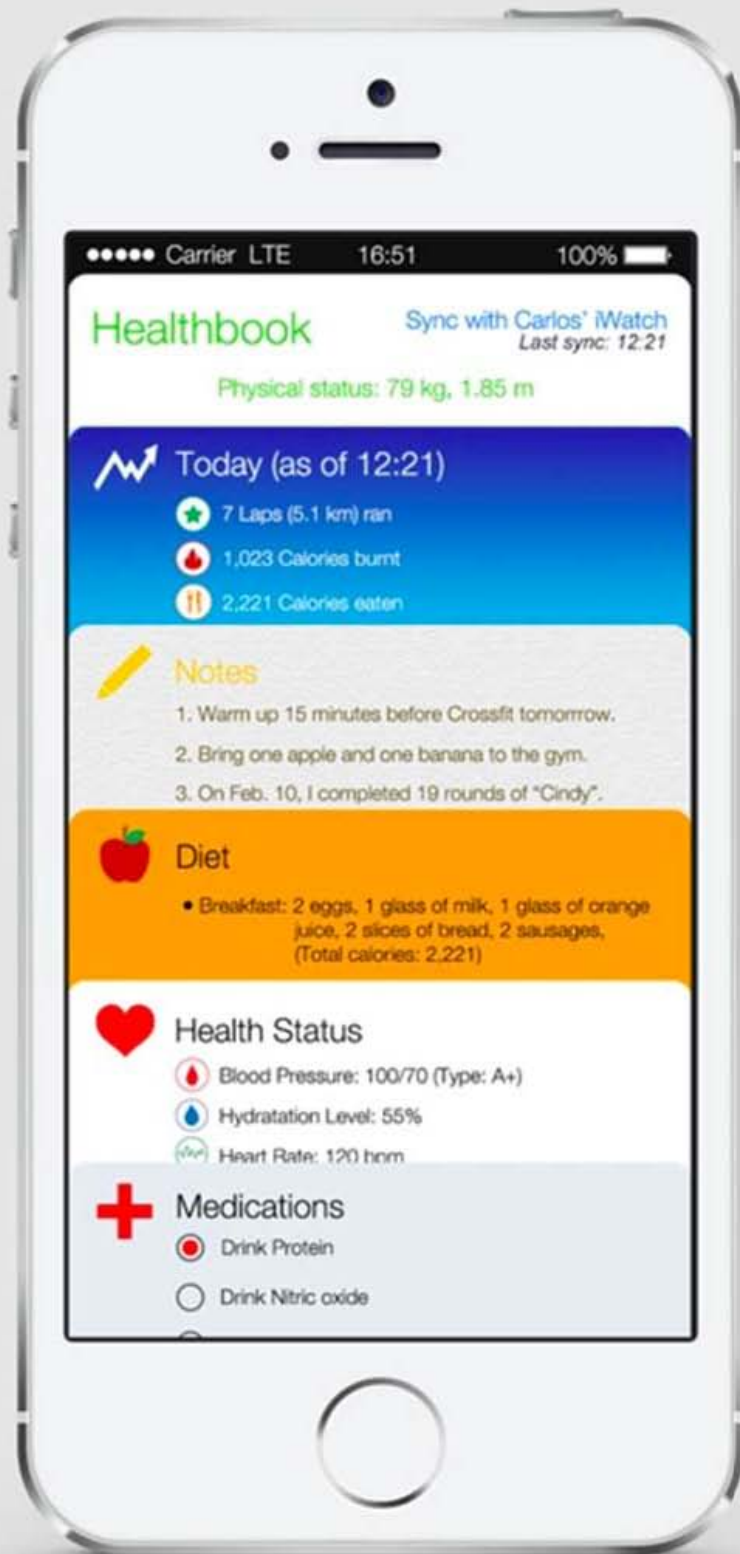 Carrier LTE 16:51 100%
Healthbook
Sync with Carlos' iWatch
Last sync: 12:21
Physical status: 79 kg, 1.85 m
Today (as of 12:21)
7 Laps (5.1 km) ran
1,023 Calories burnt
2,221 Calories eaten
Notes
1. Warm up 15 minutes before Crossfit tomorrrow.
2. Bring one apple and one banana to the gym.
3. On Feb. 10, I completed 19 rounds of "Cindy".
Diet
• Breakfast: 2 eggs, 1 glass of milk, 1 glass of orange
juice, 2 slices of bread, 2 sausages,
(Total calories: 2,221)
Health Status
Blood Pressure: 100/70 (Type: A+)
Hydratation Level: 55%
Heart Rate: 120 bpm
Medications
Drink Protein
Drink Nitric oxide